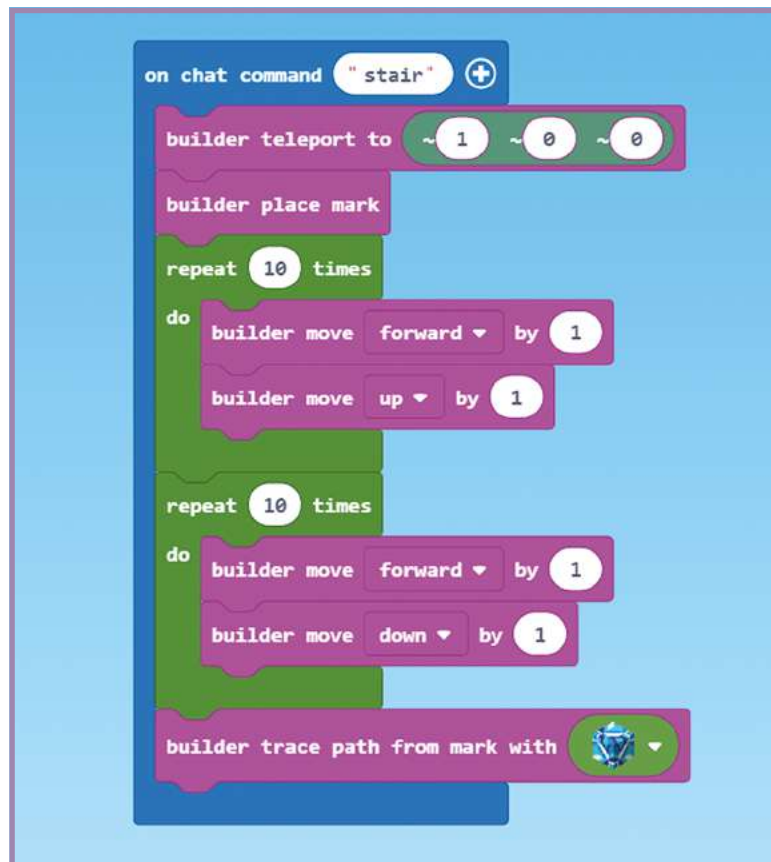 on chat command "stair"
builder teleport to ~1 ~0 ~0
builder place mark
repeat 10 times
do
builder move forward by 1
builder move up by 1
repeat 10 times
do
builder move forward by 1
builder move down by 1
builder trace path from mark with